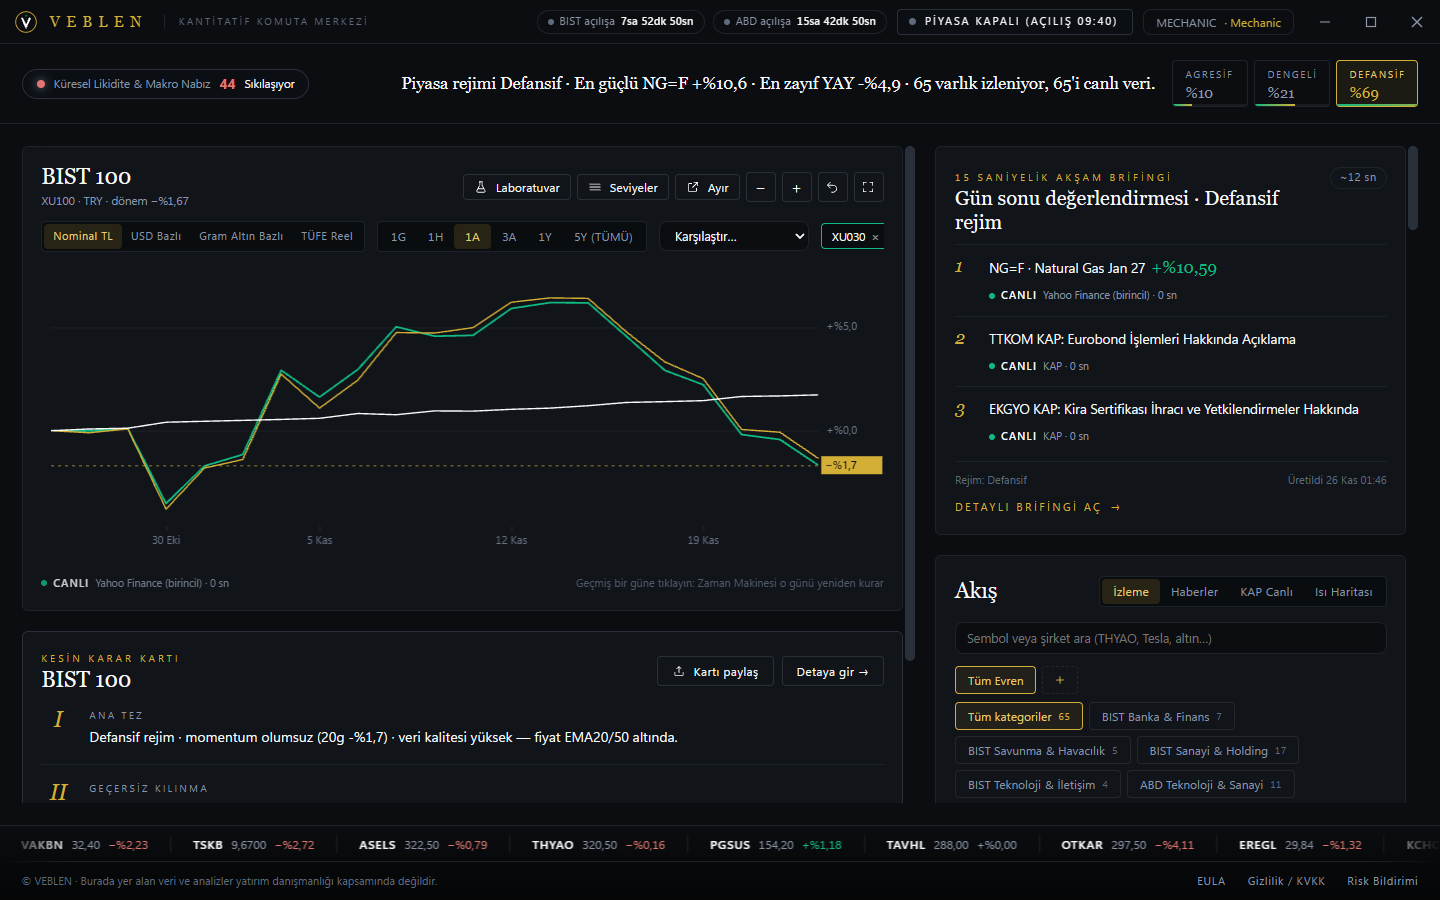 VEBLEN
KANTİTATİF KOMUTA MERKEZİ
BIST açılışa 7sa 52dk 50sn
ABD açılışa 15sa 42dk 50sn
PİYASA KAPALI (AÇILIŞ 09:40)
MECHANIC · Mechanic
Küresel Likidite & Makro Nabız 44 Sıkılaşıyor
Piyasa rejimi Defansif · En güçlü NG=F +%10,6 · En zayıf YAY -%4,9 · 65 varlık izleniyor, 65'i canlı veri.
AGRESİF
%10
DENGELİ
%21
DEFANSİF
%69
BIST 100
XU100 · TRY · dönem −%1,67
Laboratuvar
Seviyeler
Ayır
Nominal TL
USD Bazlı
Gram Altın Bazlı
TÜFE Reel
1G
1H
1A
3A
1Y
5Y (TÜMÜ)
Karşılaştır...
XU030 ×
+%5,0
+%0,0
−%1,7
30 Eki
5 Kas
12 Kas
19 Kas
CANLI Yahoo Finance (birincil) · 0 sn
Geçmiş bir güne tıklayın: Zaman Makinesi o günü yeniden kurar
KESİN KARAR KARTI
BIST 100
Kartı paylaş
Detaya gir →
I
ANA TEZ
Defansif rejim · momentum olumsuz (20g -%1,7) · veri kalitesi yüksek — fiyat EMA20/50 altında.
II
GEÇERSİZ KILINMA
15 SANİYELİK AKŞAM BRİFİNGİ
~12 sn
Gün sonu değerlendirmesi · Defansif
rejim
1
NG=F · Natural Gas Jan 27 +%10,59
CANLI Yahoo Finance (birincil) · 0 sn
2
TTKOM KAP: Eurobond İşlemleri Hakkında Açıklama
CANLI KAP · 0 sn
3
EKGYO KAP: Kira Sertifikası İhracı ve Yetkilendirmeler Hakkında
CANLI KAP · 0 sn
Rejim: Defansif
Üretildi 26 Kas 01:46
DETAYLI BRİFİNGİ AÇ →
Akış
İzleme
Haberler
KAP Canlı
Isı Haritası
Sembol veya şirket ara (THYAO, Tesla, altın...)
Tüm Evren
+
Tüm kategoriler 65
BIST Banka & Finans 7
BIST Savunma & Havacılık 5
BIST Sanayi & Holding 17
BIST Teknoloji & İletişim 4
ABD Teknoloji & Sanayi 11
VAKBN 32,40 −%2,23
TSKB 9,6700 −%2,72
ASELS 322,50 −%0,79
THYAO 320,50 −%0,16
PGSUS 154,20 +%1,18
TAVHL 288,00 +%0,00
OTKAR 297,50 −%4,11
EREGL 29,84 −%1,32
KCHO
© VEBLEN · Burada yer alan veri ve analizler yatırım danışmanlığı kapsamında değildir.
EULA
Gizlilik / KVKK
Risk Bildirimi